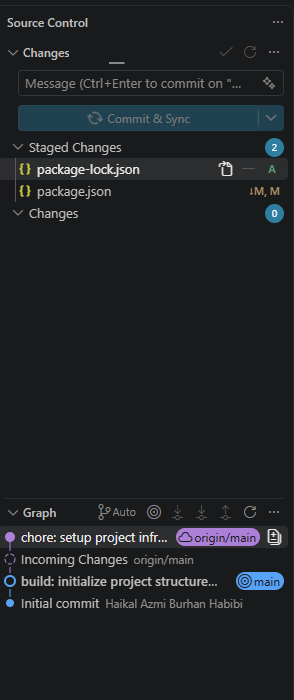 Source Control
Changes
Message (Ctrl+Enter to commit on "...
Commit & Sync
Staged Changes 2
{} package-lock.json A
{} package.json ↓M, M
Changes 0
Graph Auto
chore: setup project infr... origin/main
Incoming Changes origin/main
build: initialize project structure... main
Initial commit Haikal Azmi Burhan Habibi